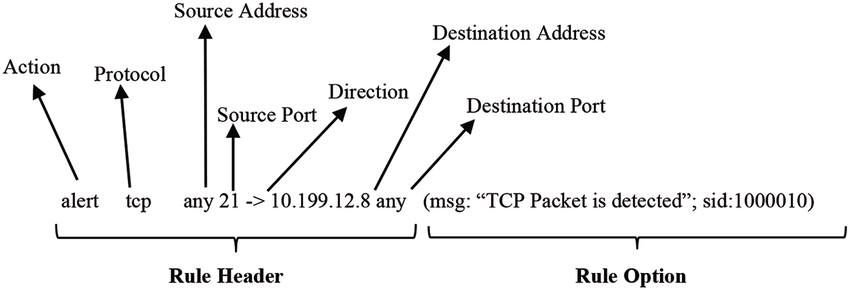 Source Address
Destination Address
Action
Protocol
Direction
Source Port
Destination Port
alert tcp any 21 -> 10.199.12.8 any (msg: “TCP Packet is detected”; sid:1000010)
Rule Header Rule Option